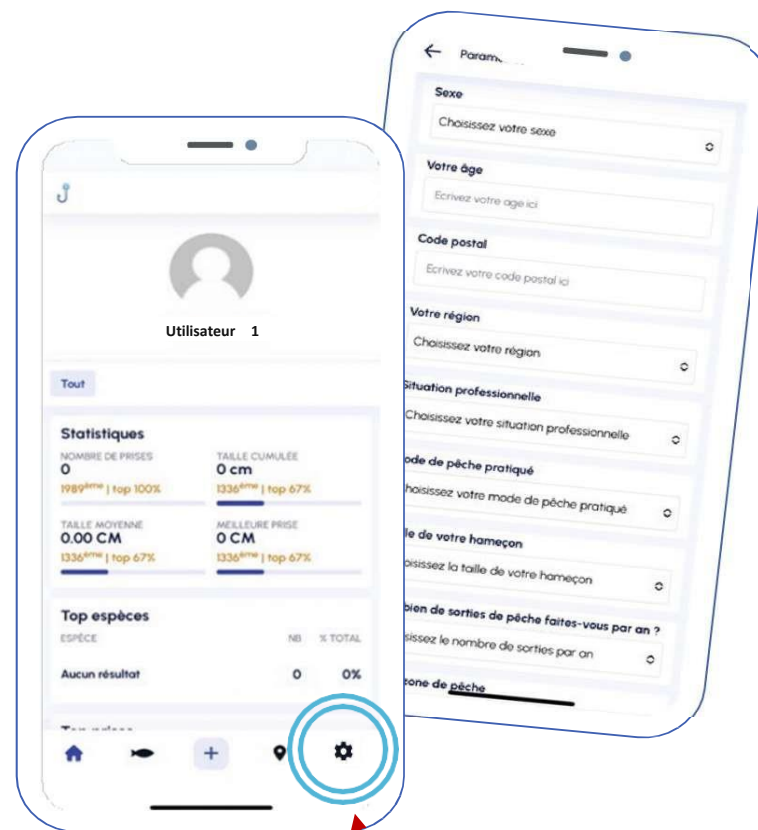 Utilisateur 1
Tout
Statistiques
NOMBRE DE PRISES
0
1989ème | top 100%
TAILLE CUMULÉE
0 cm
1336ème | top 67%
TAILLE MOYENNE
0.00 CM
1336ème | top 67%
MEILLEURE PRISE
0 CM
1336ème | top 67%
Top espèces
ESPÈCE NB % TOTAL
Aucun résultat 0 0%
Param
Sexe
Choisissez votre sexe
Votre âge
Ecrivez votre age ici
Code postal
Ecrivez votre code postal ici
Votre région
Choisissez votre région
Situation professionnelle
Choisissez votre situation professionnelle
ode de pêche pratiqué
hoisissez votre mode de pêche pratiqué
le de votre hameçon
oisissez la taille de votre hameçon
bien de sorties de pêche faites-vous par an ?
sissez le nombre de sorties par an
zone de pêche